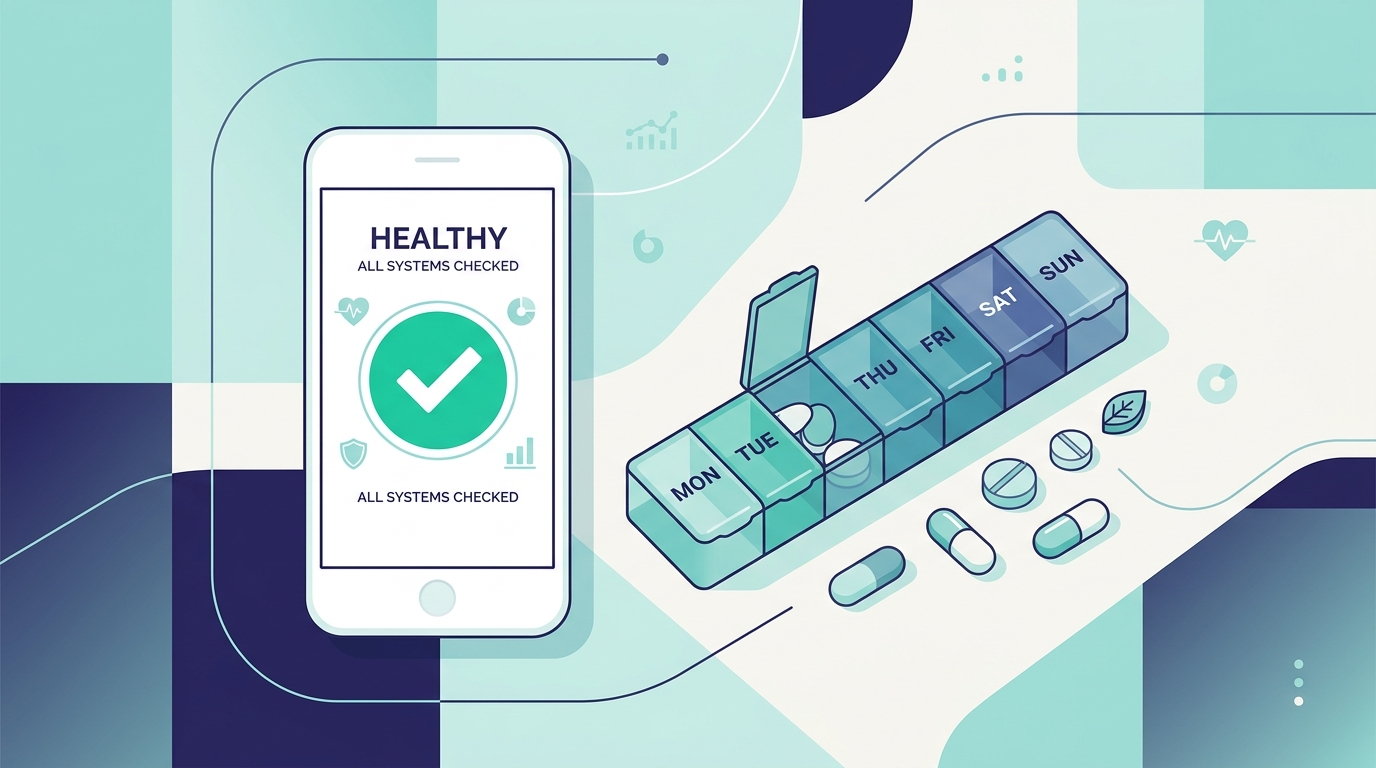 HEALTHY
ALL SYSTEMS CHECKED
ALL SYSTEMS CHECKED
MON
TUE
THU
FRI
SAT
SUN